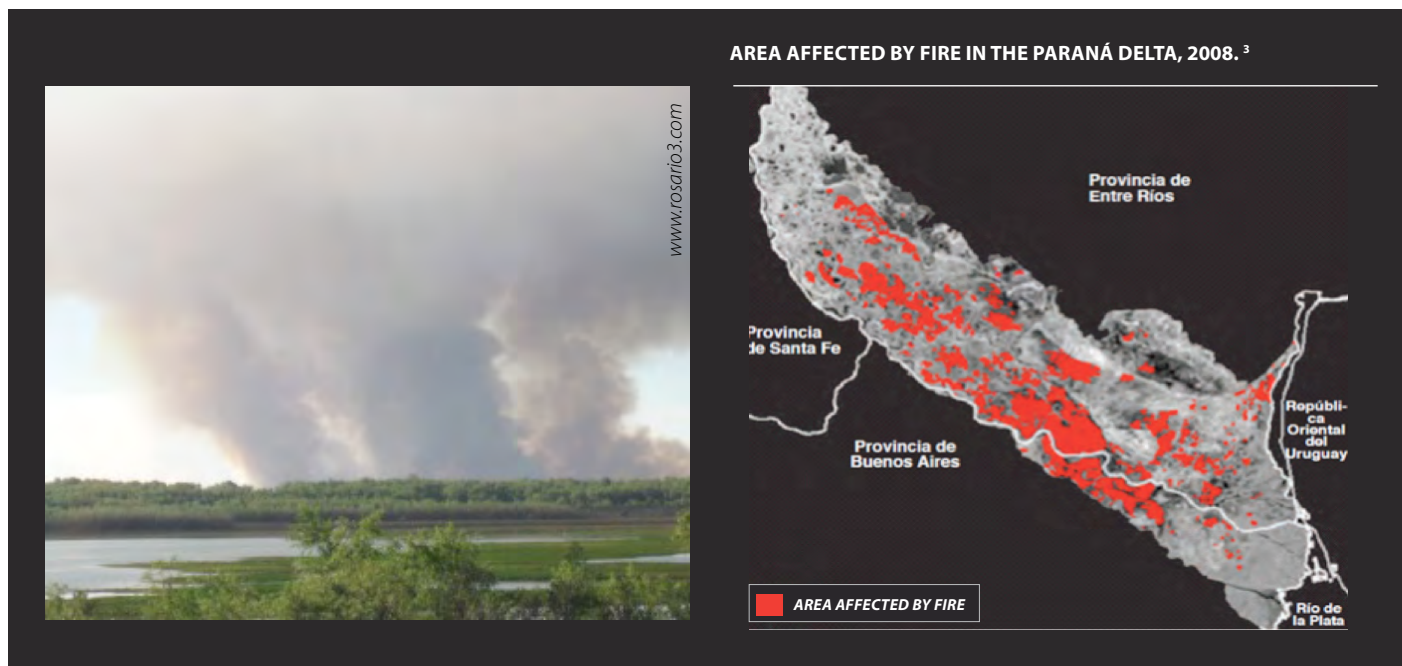 AREA AFFECTED BY FIRE IN THE PARANÁ DELTA, 2008. 3
www.rosario3.com
Provincia de
Entre Ríos
Provincia
de Santa Fe
Provincia de
Buenos Aires
Repúbli-
ca
Oriental
del
Uruguay
AREA AFFECTED BY FIRE
Río de
la Plata